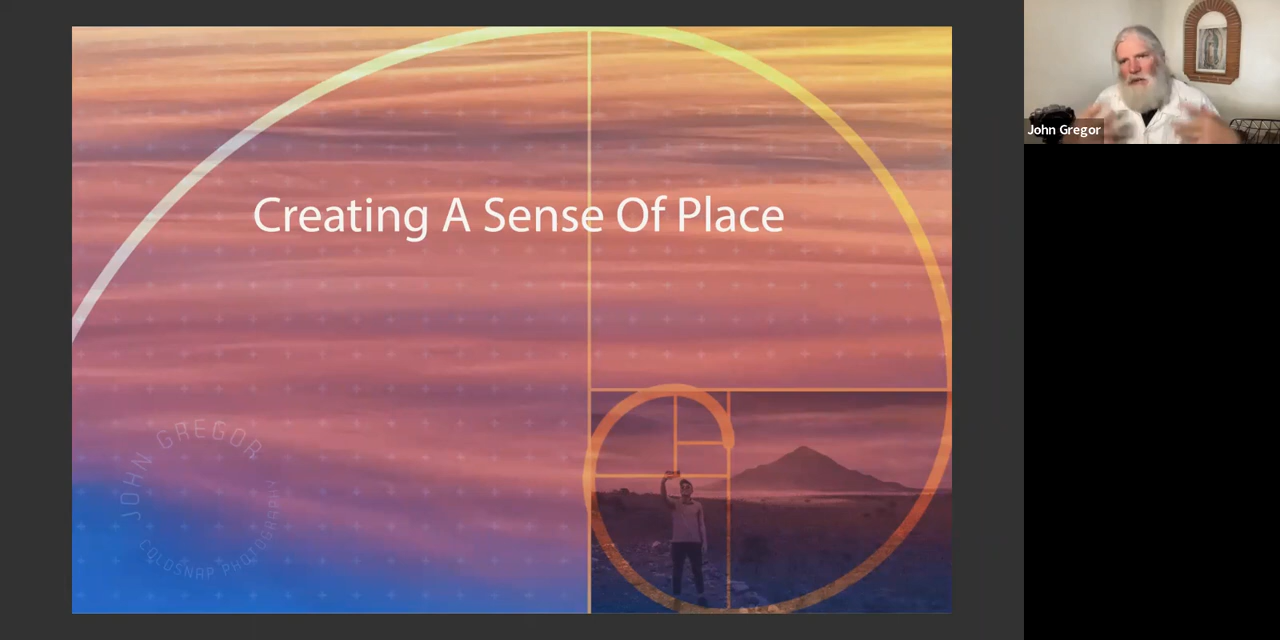 Creating A Sense Of Place
JOHN GREGOR
COLDSNAP PHOTOGRAPHY
John Gregor